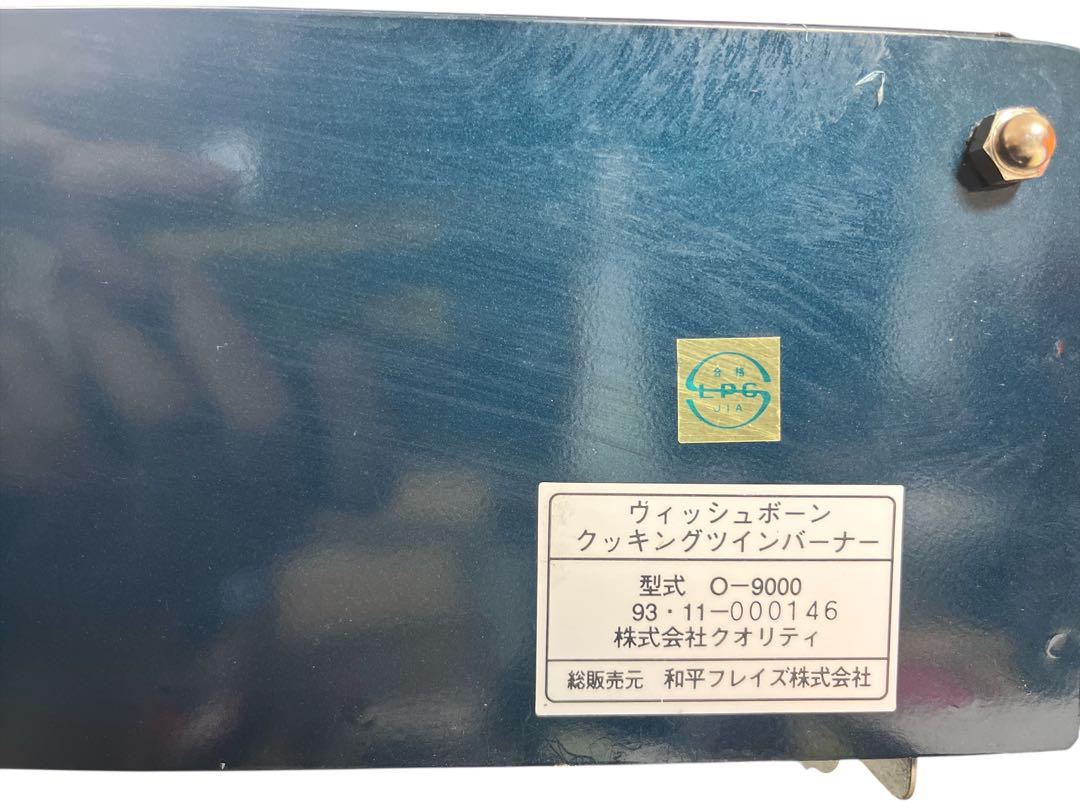 合格
LPG
JIA
ヴィッシュボーン
クッキングツインバーナー
型式 O-9000
93・11-000146
株式会社クオリティ
総販売元 和平フレイズ株式会社